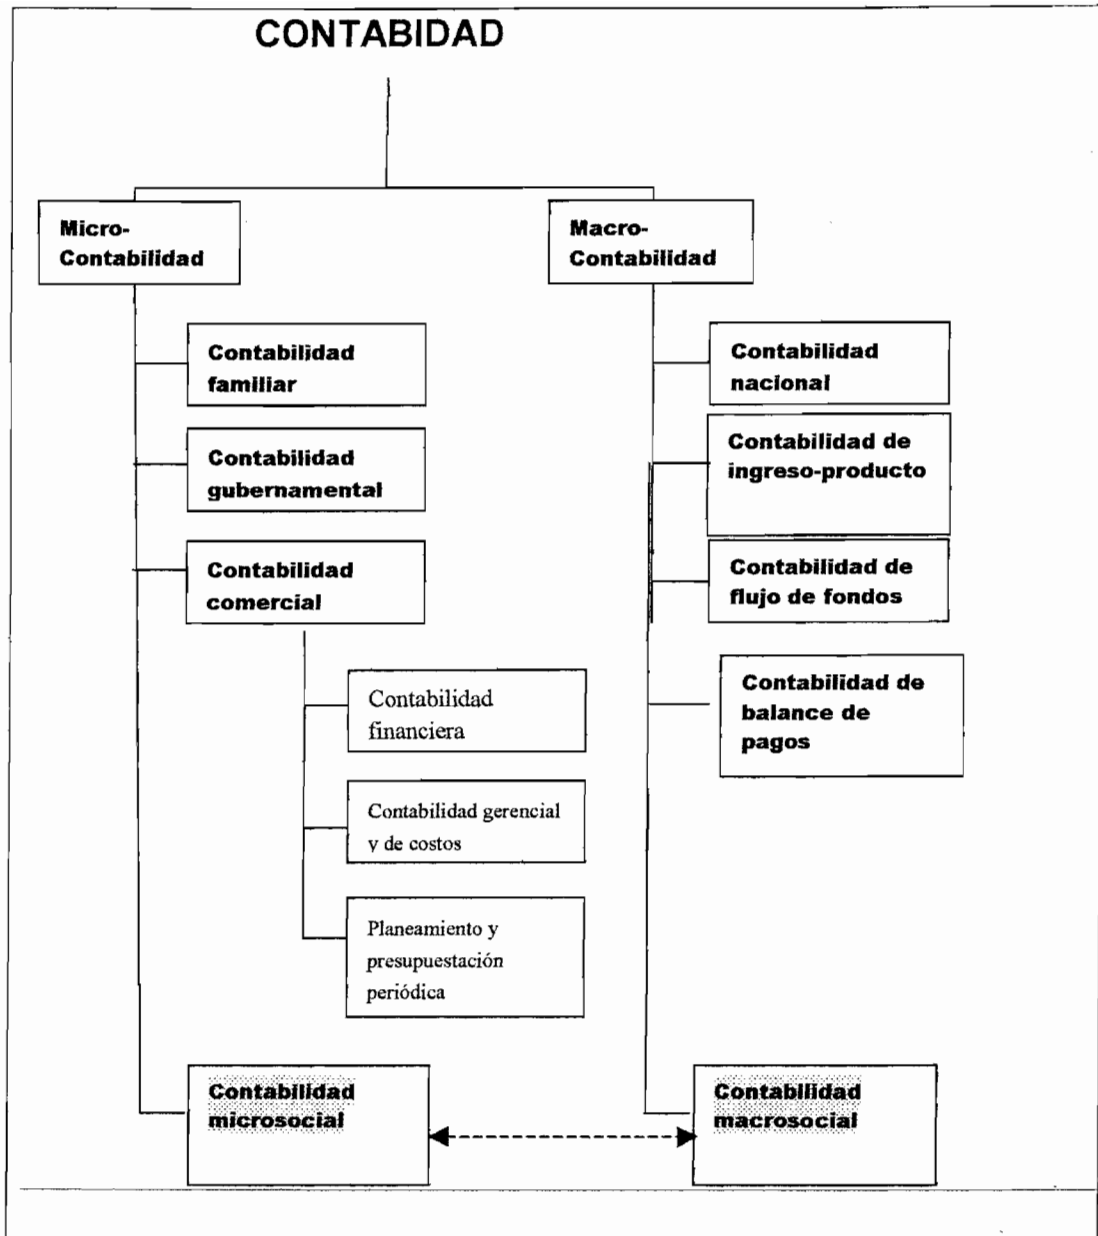 CONTABIDAD
Micro-
Contabilidad
Contabilidad
familiar
Contabilidad
gubernamental
Contabilidad
comercial
Contabilidad
financiera
Contabilidad gerencial
y de costos
Planeamiento y
presupuestación
periódica
Contabilidad
microsocial
Macro-
Contabilidad
Contabilidad
nacional
Contabilidad de
ingreso-producto
Contabilidad de
flujo de fondos
Contabilidad de
balance de
pagos
Contabilidad
macrosocial